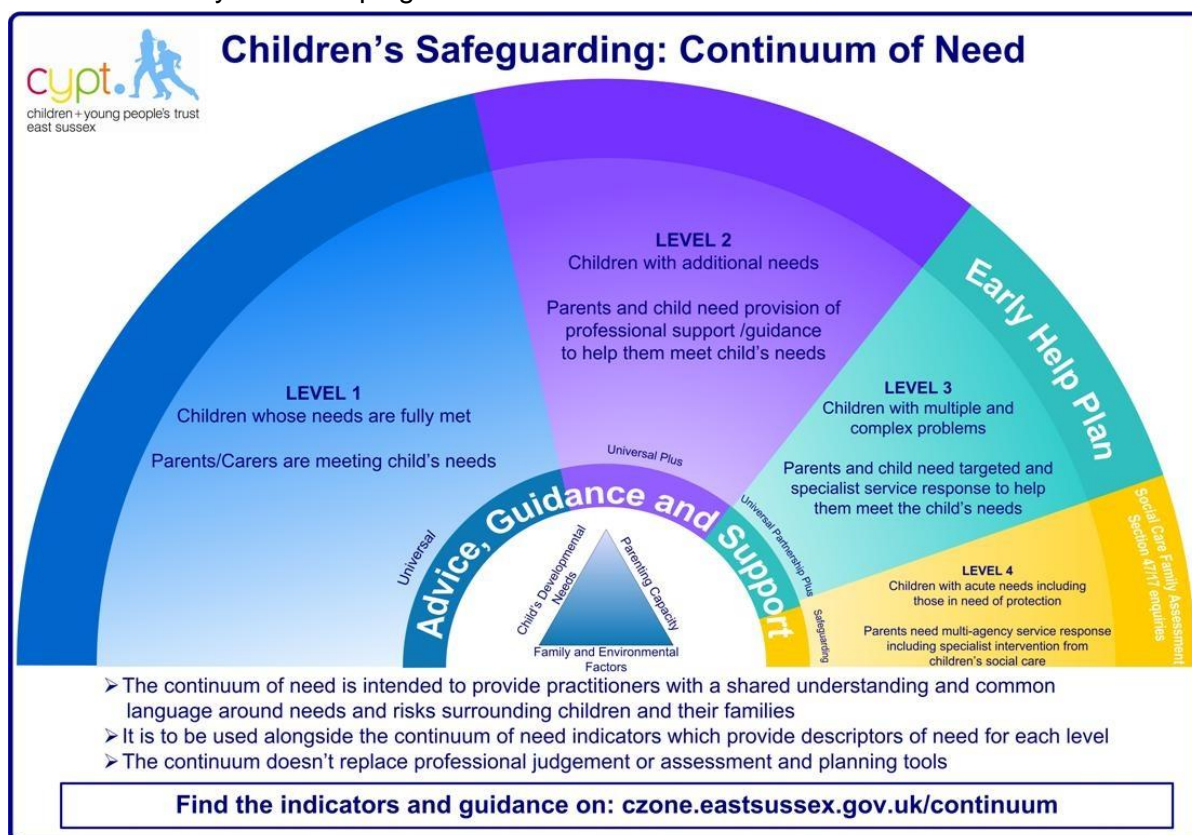 Children's Safeguarding: Continuum of Need
cypt.
children+young people's trust
east sussex
LEVEL 1
Children whose needs are fully met
Parents/Carers are meeting child's needs
LEVEL 2
Children with additional needs
Parents and child need provision of
professional support /guidance
to help them meet child's needs
LEVEL 3
Children with multiple and
complex problems
Parents and child need targeted and
specialist service response to help
them meet the child's needs
LEVEL 4
Children with acute needs including
those in need of protection
Parents need multi-agency service response
including specialist intervention from
children's social care
Early Help Plan
Social Care Family Assessment
Section 47/17 enquiries
Universal
Universal Plus
Universal Partnership Plus
Safeguarding
Advice, Guidance and Support
Child's Developmental
Needs
Parenting Capacity
Family and Environmental
Factors
➢ The continuum of need is intended to provide practitioners with a shared understanding and common
language around needs and risks surrounding children and their families
➢ It is to be used alongside the continuum of need indicators which provide descriptors of need for each level
➢ The continuum doesn't replace professional judgement or assessment and planning tools
Find the indicators and guidance on: czone.eastsussex.gov.uk/continuum